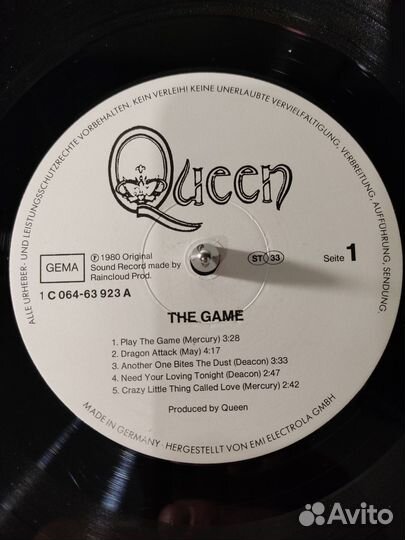 ALLE URHEBER- UND LEISTUNGSSCHUTZRECHTE VORBEHALTEN. KEIN VERLEIH! KEINE UNERLAUBTE VERVIELFÄLTIGUNG, VERBREITUNG, AUFFÜHRUNG, SENDUNG.
Queen
GEMA
℗ 1980 Original
Sound Record made by
Raincloud Prod.
1 C 064-63 923 A
ST 33
Seite 1
THE GAME
1. Play The Game (Mercury) 3:28
2. Dragon Attack (May) 4:17
3. Another One Bites The Dust (Deacon) 3:33
4. Need Your Loving Tonight (Deacon) 2:47
5. Crazy Little Thing Called Love (Mercury) 2:42
Produced by Queen
MADE IN GERMANY · HERGESTELLT VON EMI ELECTROLA GMBH
Avito